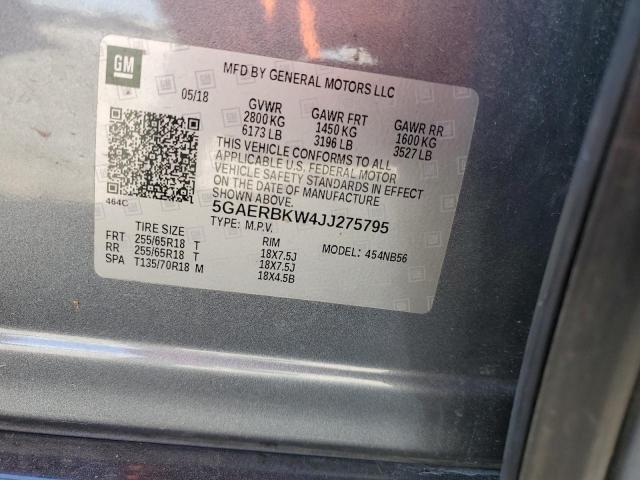 GM
MFD BY GENERAL MOTORS LLC
05/18
GVWR GAWR FRT GAWR RR
2800 KG 1450 KG 1600 KG
6173 LB 3196 LB 3527 LB
THIS VEHICLE CONFORMS TO ALL
APPLICABLE U.S. FEDERAL MOTOR
VEHICLE SAFETY STANDARDS IN EFFECT
ON THE DATE OF MANUFACTURE
SHOWN ABOVE.
464C
5GAERBKW4JJ275795
TYPE: M.P.V.
MODEL: 454NB56
TIRE SIZE RIM
FRT 255/65R18 T 18X7.5J
RR 255/65R18 T 18X7.5J
SPA T135/70R18 M 18X4.5B